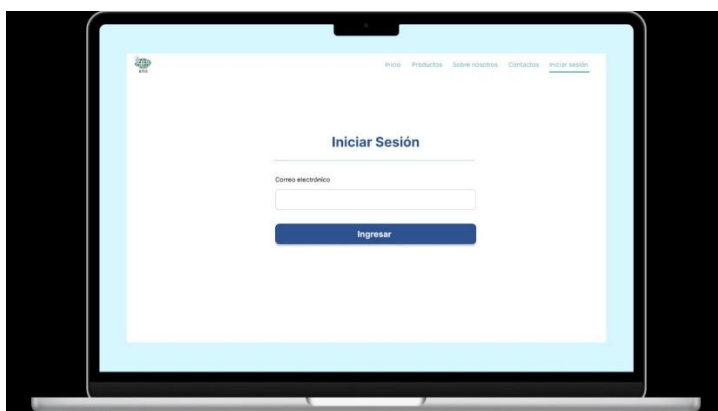 Inicio Productos Sobre nosotros Contactos Iniciar sesión
Iniciar Sesión
Correo electrónico
Ingresar